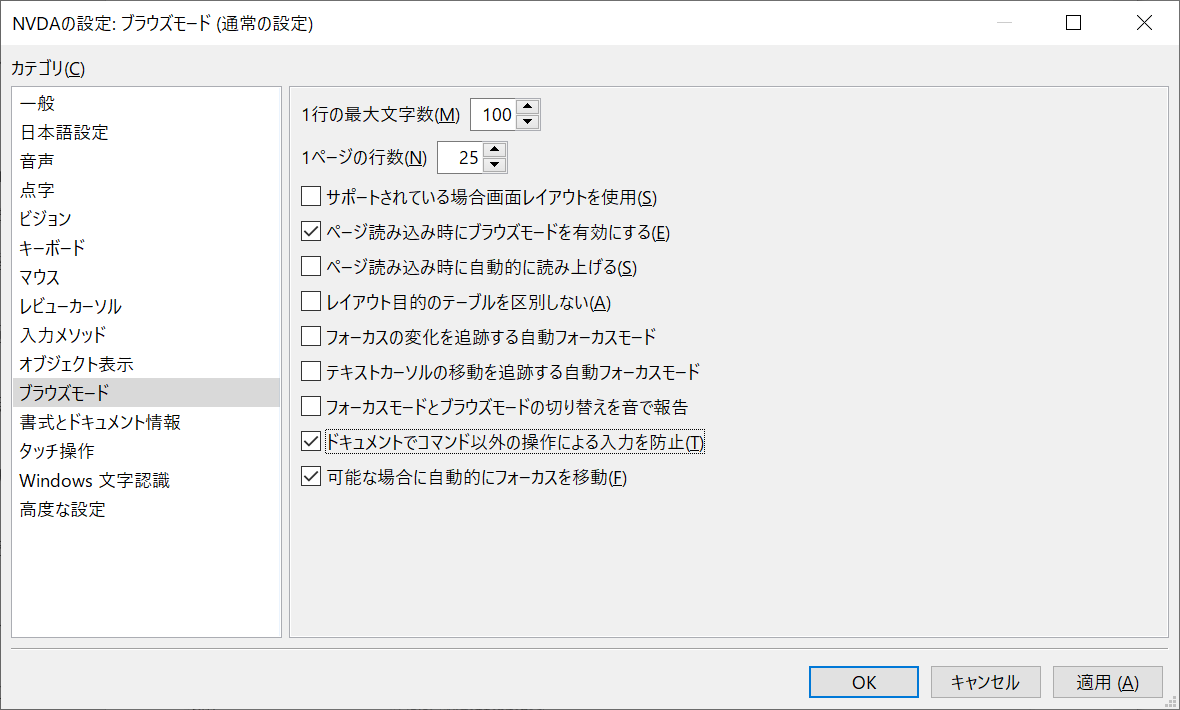 NVDAの設定: ブラウズモード (通常の設定)
カテゴリ(C)
一般
日本語設定
音声
点字
ビジョン
キーボード
マウス
レビューカーソル
入力メソッド
オブジェクト表示
ブラウズモード
書式とドキュメント情報
タッチ操作
Windows 文字認識
高度な設定
1行の最大文字数(M) 100
1ページの行数(N) 25
サポートされている場合画面レイアウトを使用(S)
ページ読み込み時にブラウズモードを有効にする(E)
ページ読み込み時に自動的に読み上げる(S)
レイアウト目的のテーブルを区別しない(A)
フォーカスの変化を追跡する自動フォーカスモード
テキストカーソルの移動を追跡する自動フォーカスモード
フォーカスモードとブラウズモードの切り替えを音で報告
ドキュメントでコマンド以外の操作による入力を防止(T)
可能な場合に自動的にフォーカスを移動(F)
OK キャンセル 適用 (A)